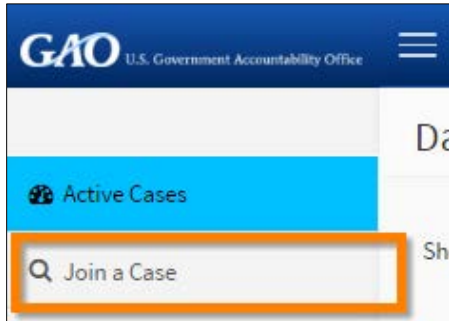 GAO U.S. Government Accountability Office
Da
Active Cases
Sh
Join a Case